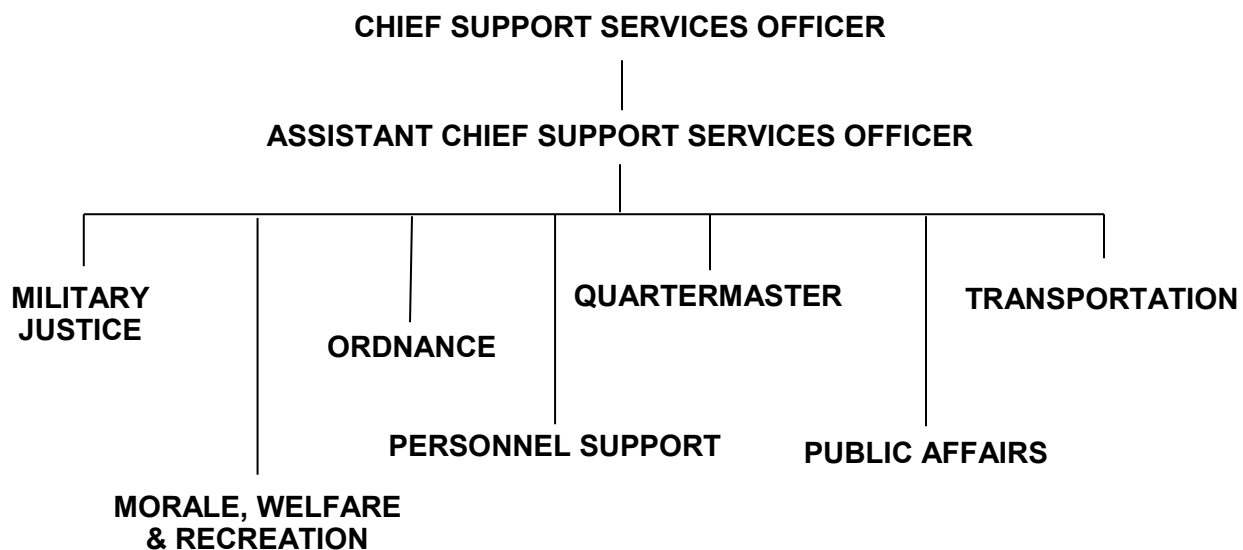 CHIEF SUPPORT SERVICES OFFICER
ASSISTANT CHIEF SUPPORT SERVICES OFFICER
MILITARY
JUSTICE
QUARTERMASTER
TRANSPORTATION
ORDNANCE
PERSONNEL SUPPORT
PUBLIC AFFAIRS
MORALE, WELFARE
& RECREATION